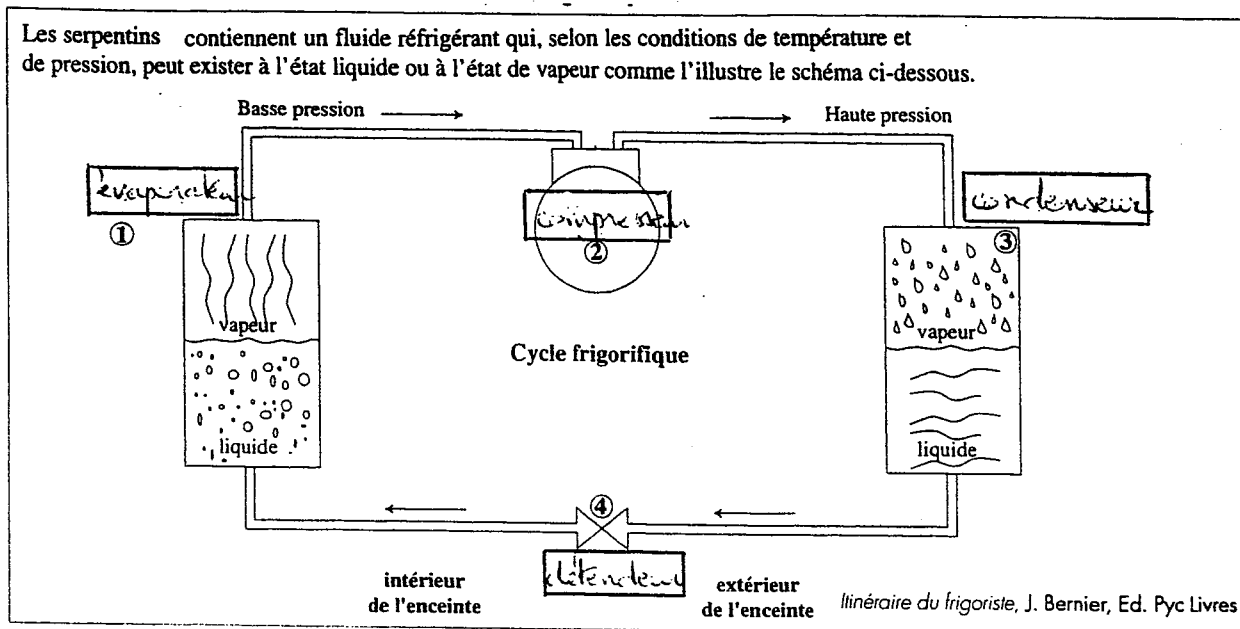 Les serpentins contiennent un fluide réfrigérant qui, selon les conditions de température et
de pression, peut exister à l'état liquide ou à l'état de vapeur comme l'illustre le schéma ci-dessous.
Basse pression
Haute pression
évaporateur
①
compresseur
②
condenseur
③
vapeur
vapeur
Cycle frigorifique
liquide
liquide
④
détendeur
intérieur
de l'enceinte
extérieur
de l'enceinte
Itinéraire du frigoriste, J. Bernier, Ed. Pyc Livres